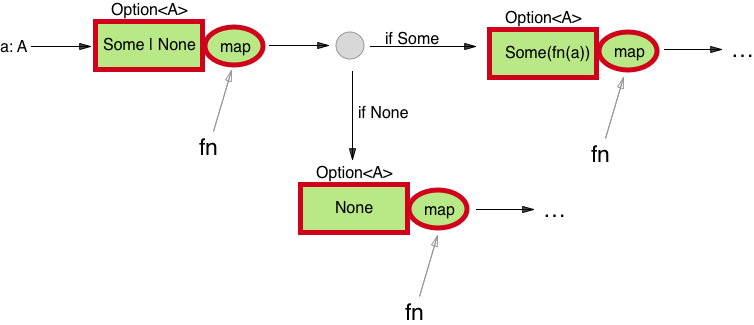 Option<A>
a: A
Some | None
map
fn
if Some
Option<A>
Some(fn(a))
map
...
fn
if None
Option<A>
None
map
...
fn